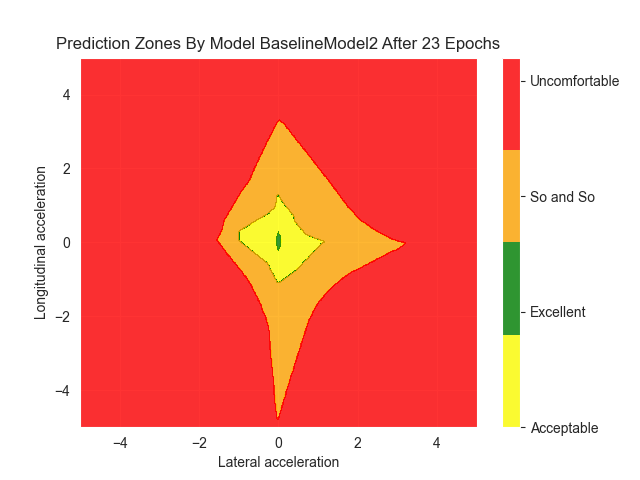 Prediction Zones By Model BaselineModel2 After 23 Epochs
4
2
0
−2
−4
Longitudinal acceleration
−4
−2
0
2
4
Lateral acceleration
Uncomfortable
So and So
Excellent
Acceptable